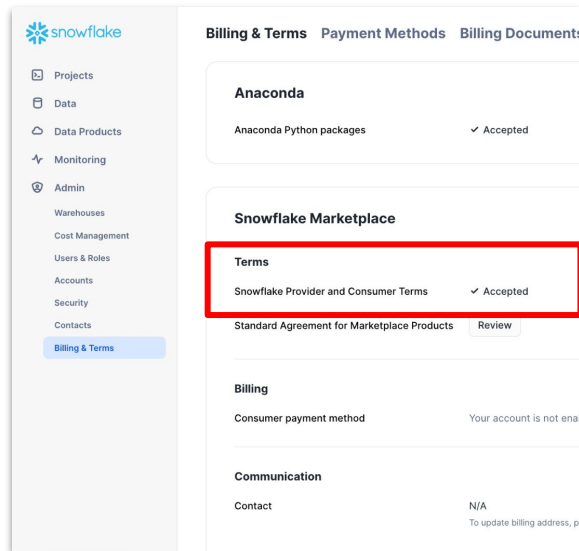 snowflake
Projects
Data
Data Products
Monitoring
Admin
Warehouses
Cost Management
Users & Roles
Accounts
Security
Contacts
Billing & Terms
Billing & Terms Payment Methods Billing Documents
Anaconda
Anaconda Python packages ✓ Accepted
Snowflake Marketplace
Terms
Snowflake Provider and Consumer Terms ✓ Accepted
Standard Agreement for Marketplace Products Review
Billing
Consumer payment method Your account is not ena
Communication
Contact N/A
To update billing address, p